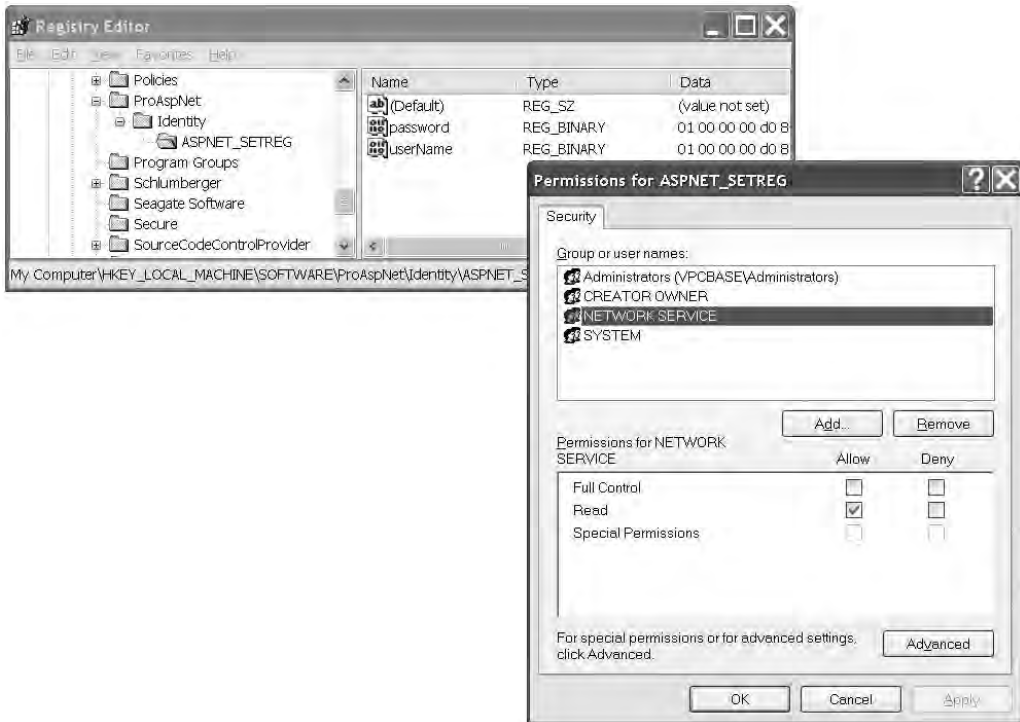 Registry Editor
File Edit View Favorites Help
Policies
ProAspNet
Identity
ASPNET_SETREG
Program Groups
Schlumberger
Seagate Software
Secure
SourceCodeControlProvider
Name Type Data
(Default) REG_SZ (value not set)
password REG_BINARY 01 00 00 00 d0 8
userName REG_BINARY 01 00 00 00 d0 8
My Computer\HKEY_LOCAL_MACHINE\SOFTWARE\ProAspNet\Identity\ASPNET_S
Permissions for ASPNET_SETREG
Security
Group or user names:
Administrators (VPCBASE\Administrators)
CREATOR OWNER
NETWORK SERVICE
SYSTEM
Add... Remove
Permissions for NETWORK
SERVICE Allow Deny
Full Control
Read
Special Permissions
For special permissions or for advanced settings,
click Advanced.
Advanced
OK Cancel Apply